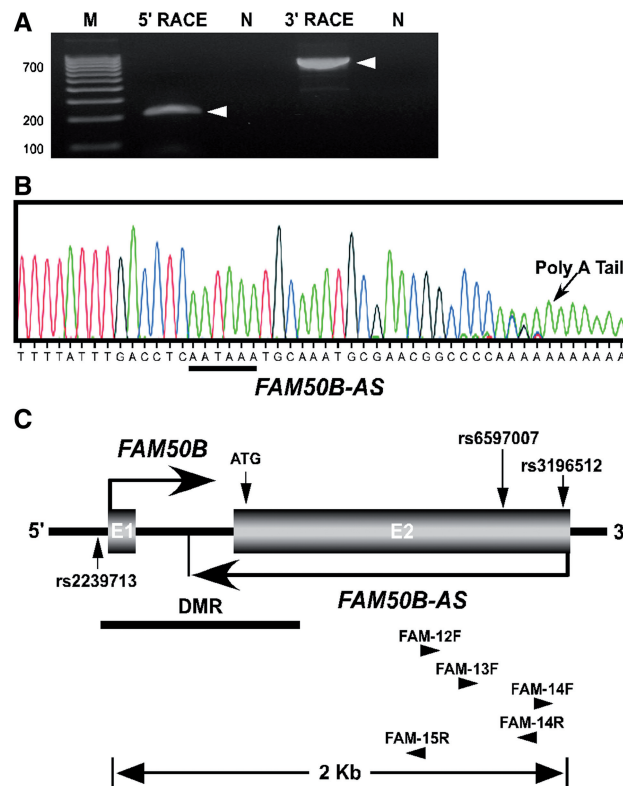 A
M 5' RACE N 3' RACE N
700
200
100
B
Poly A Tail
T T T T A T T T G A C C T C A A T A A A T G C A A A T G C G A A C G G C C C C A A A A A A A A A A A
FAM50B-AS
C
FAM50B
ATG
rs6597007
rs3196512
5' E1 E2 3'
rs2239713
FAM50B-AS
DMR
FAM-12F
FAM-13F
FAM-14F
FAM-14R
FAM-15R
2 Kb